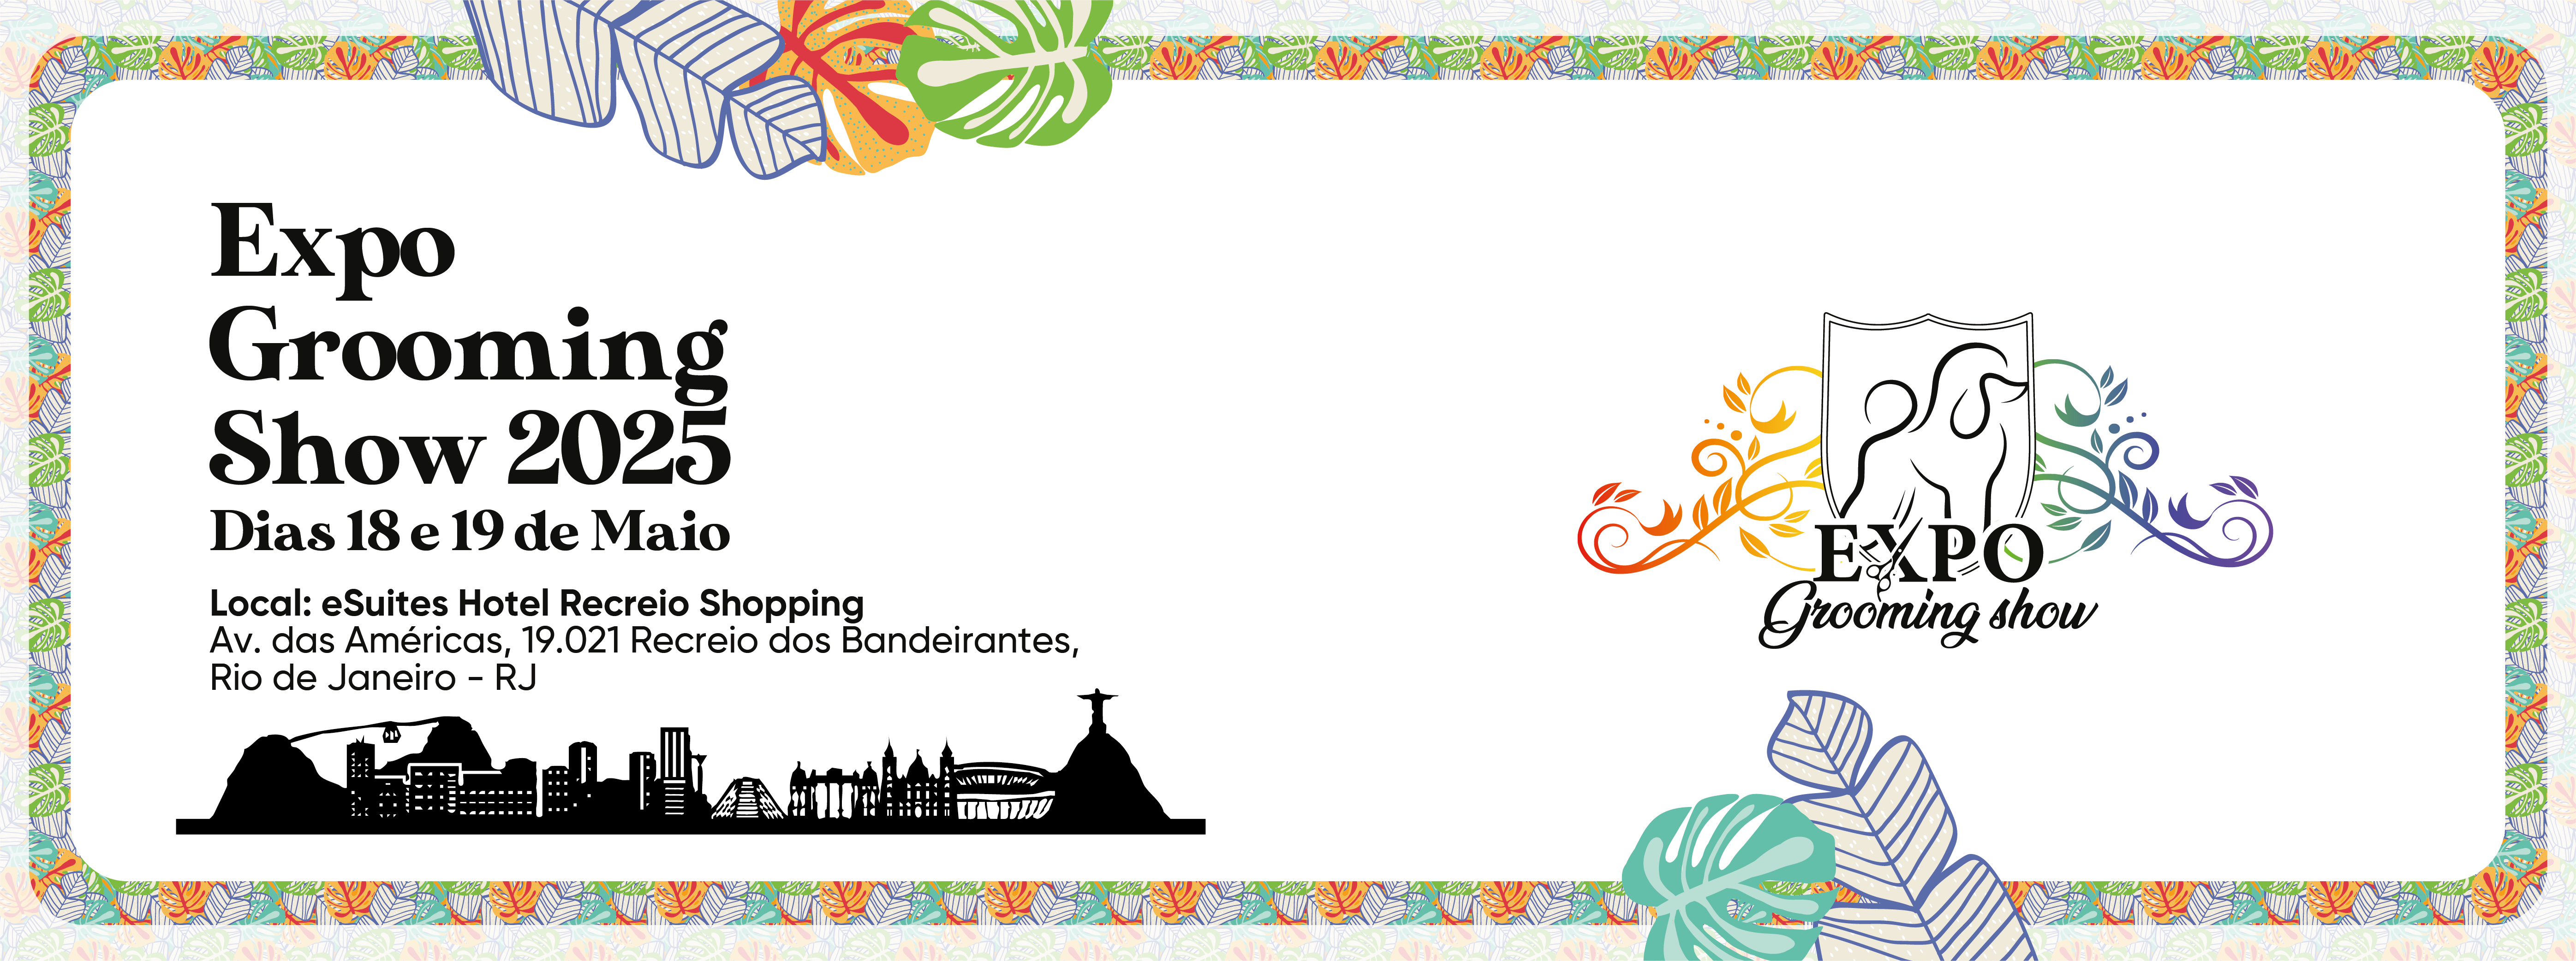 Expo
Grooming
Show 2025
Dias 18 e 19 de Maio
Local: eSuites Hotel Recreio Shopping
Av. das Américas, 19.021 Recreio dos Bandeirantes,
Rio de Janeiro - RJ
EXPO
Grooming show